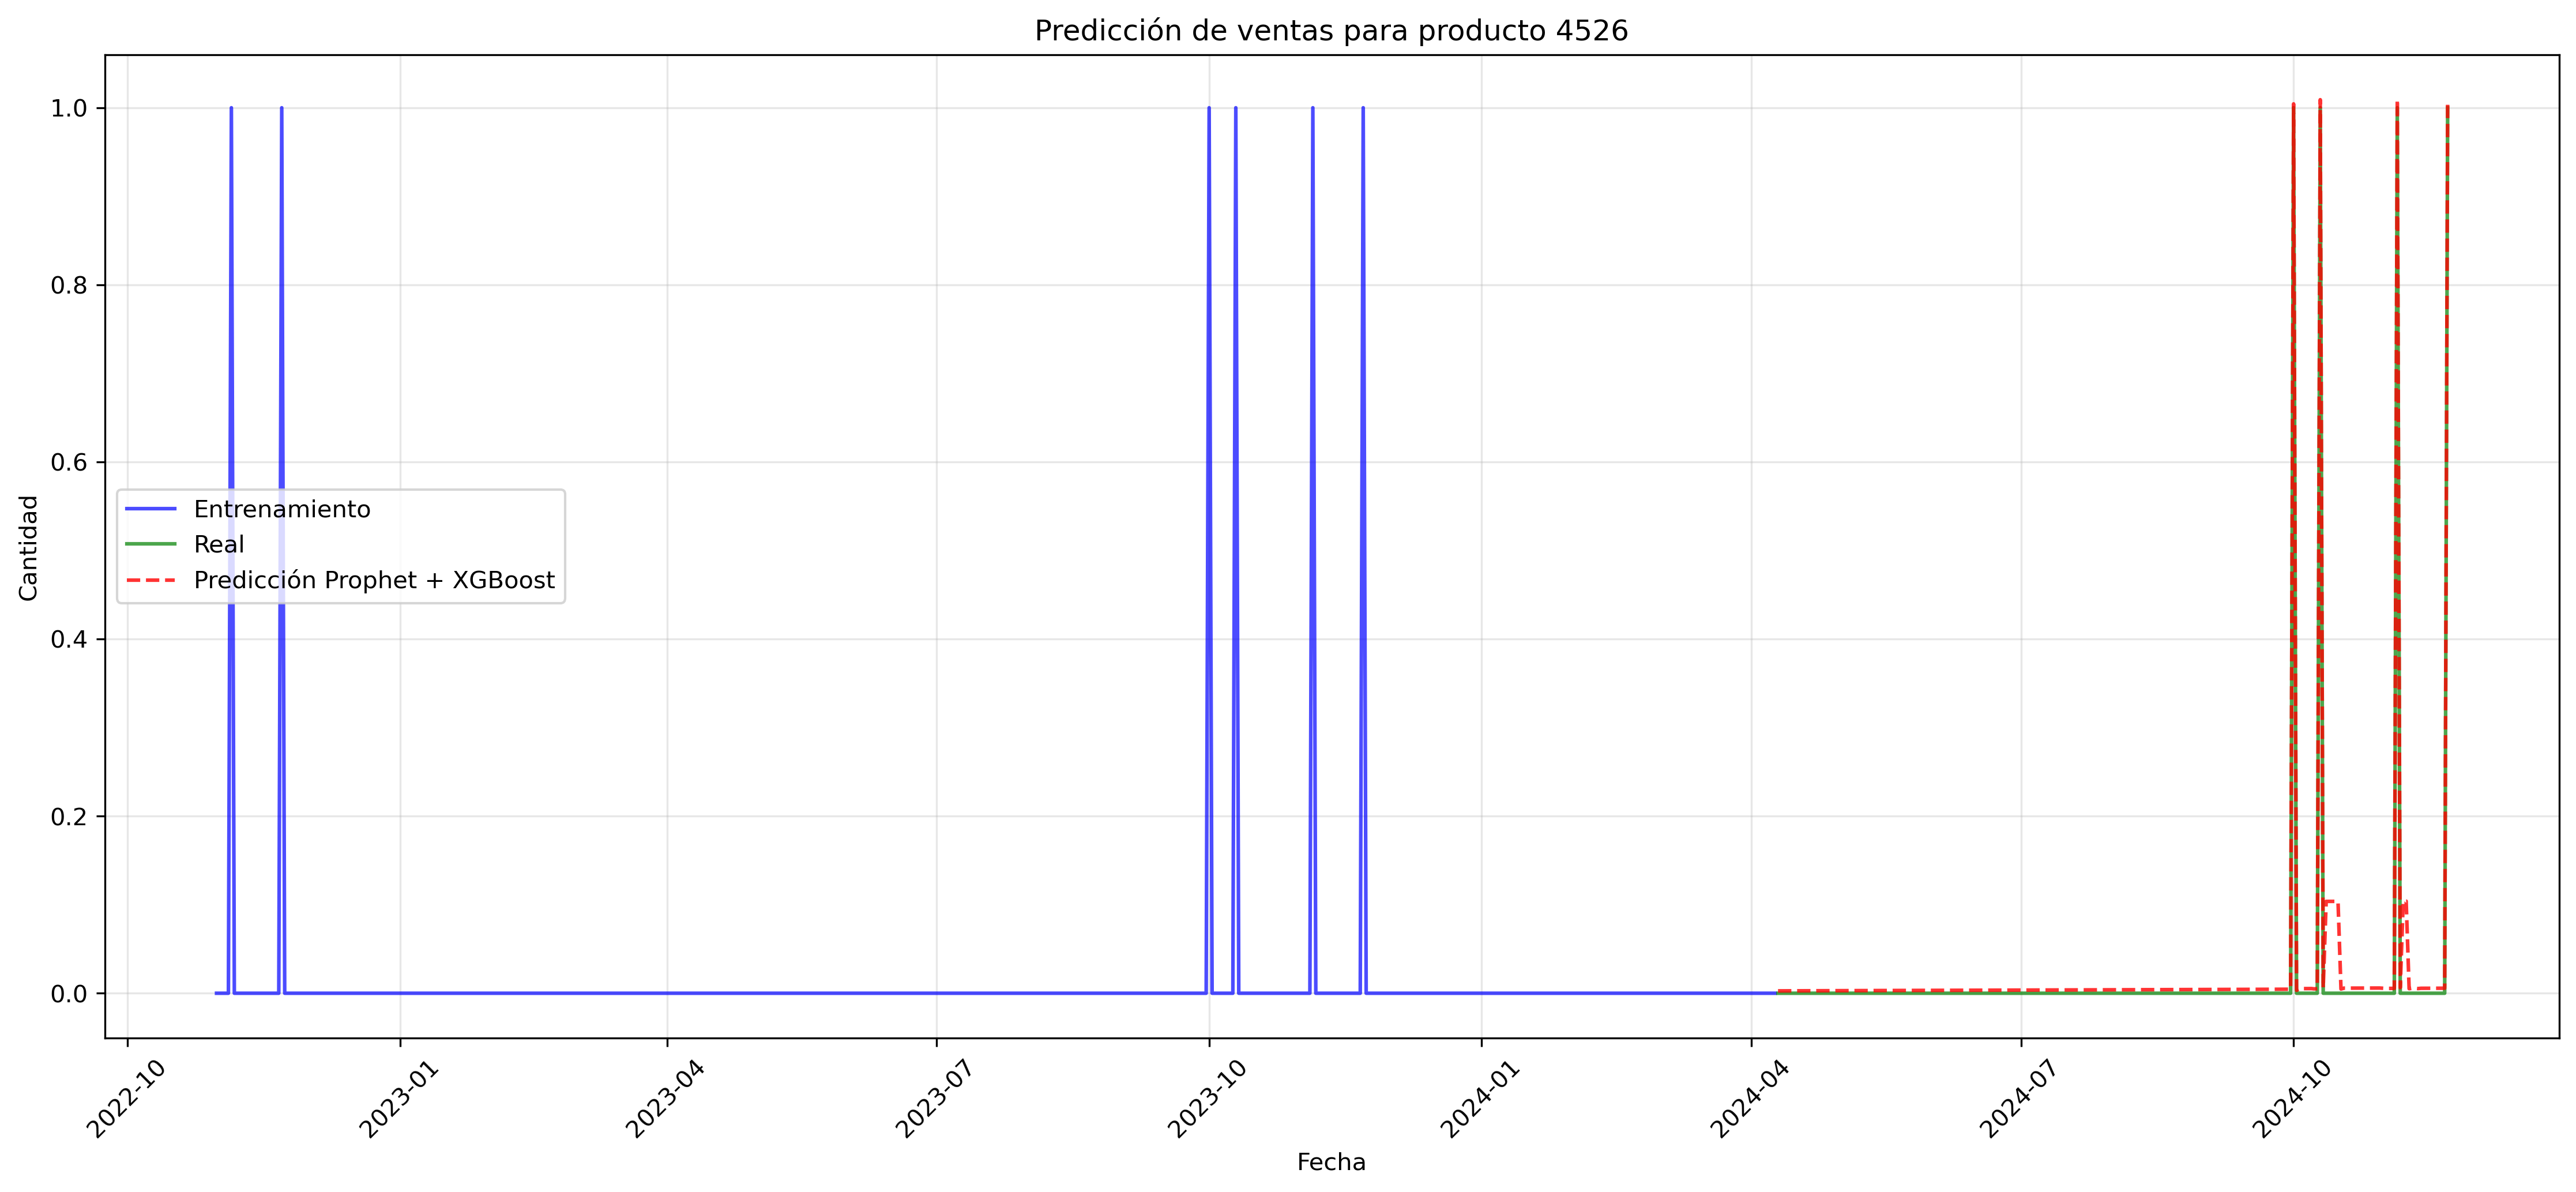 Predicción de ventas para producto 4526
Cantidad
1.0
0.8
0.6
0.4
0.2
0.0
Entrenamiento
Real
Predicción Prophet + XGBoost
2022-10
2023-01
2023-04
2023-07
2023-10
2024-01
2024-04
2024-07
2024-10
Fecha